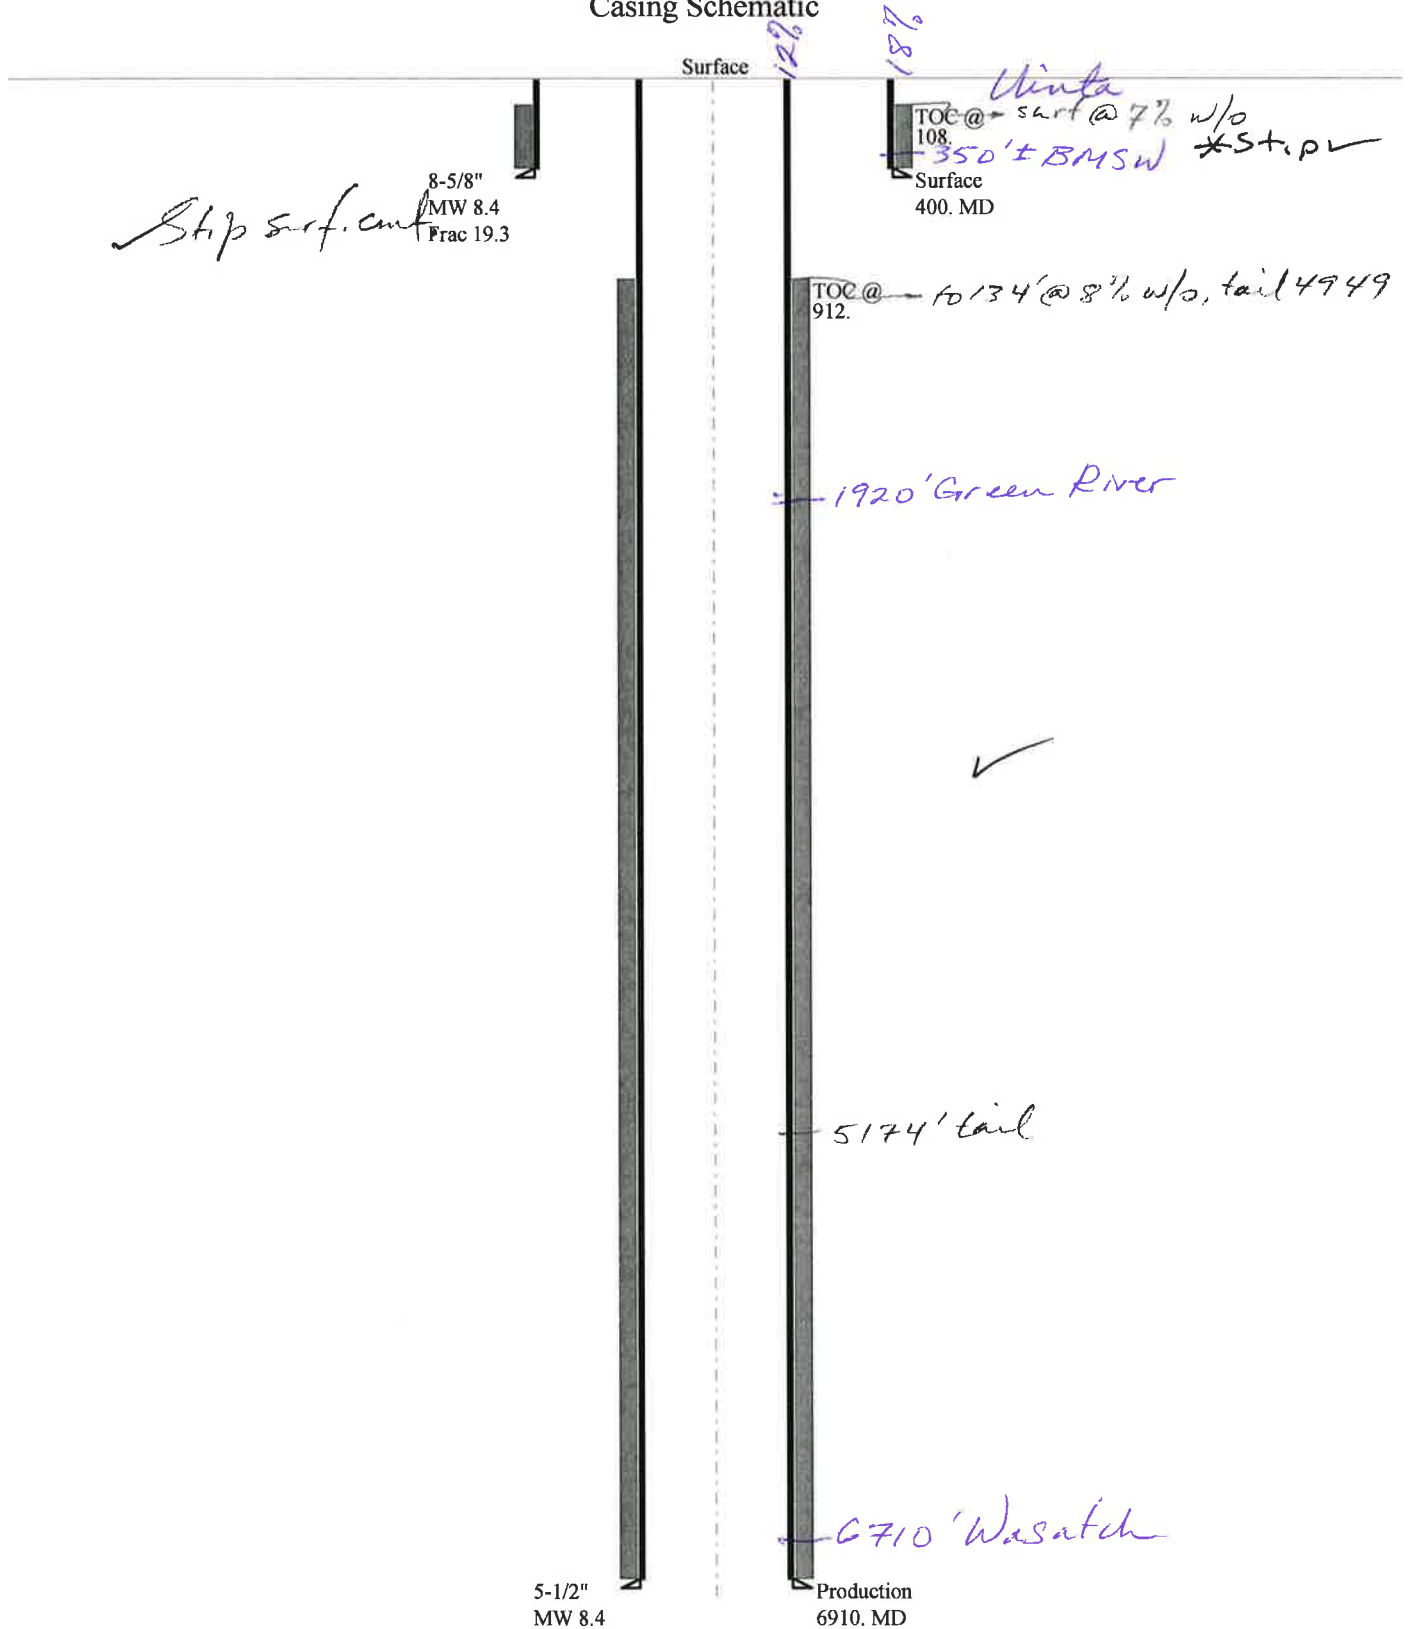 Casing Schematic
12%
18%
Surface
Uinta
TOC @ surf @ 7% w/o
108.
*Stip ✓
350' ± BMSW
8-5/8"
MW 8.4
Frac 19.3
Surface
400. MD
✓ Stip surf. cmt
TOC @ to 134' @ 8% w/o, tail 4949
912.
1920' Green River
✓
5174' tail
6710' Wasatch
5-1/2"
MW 8.4
Production
6910. MD